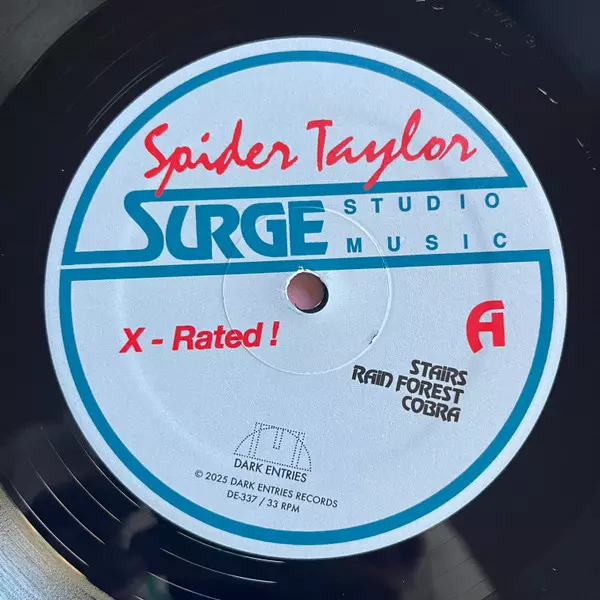 Spider Taylor
SURGE STUDIO
MUSIC
X - Rated !
A
STAIRS
RAIN FOREST
COBRA
DARK ENTRIES
© 2025 DARK ENTRIES RECORDS
DE-337 / 33 RPM